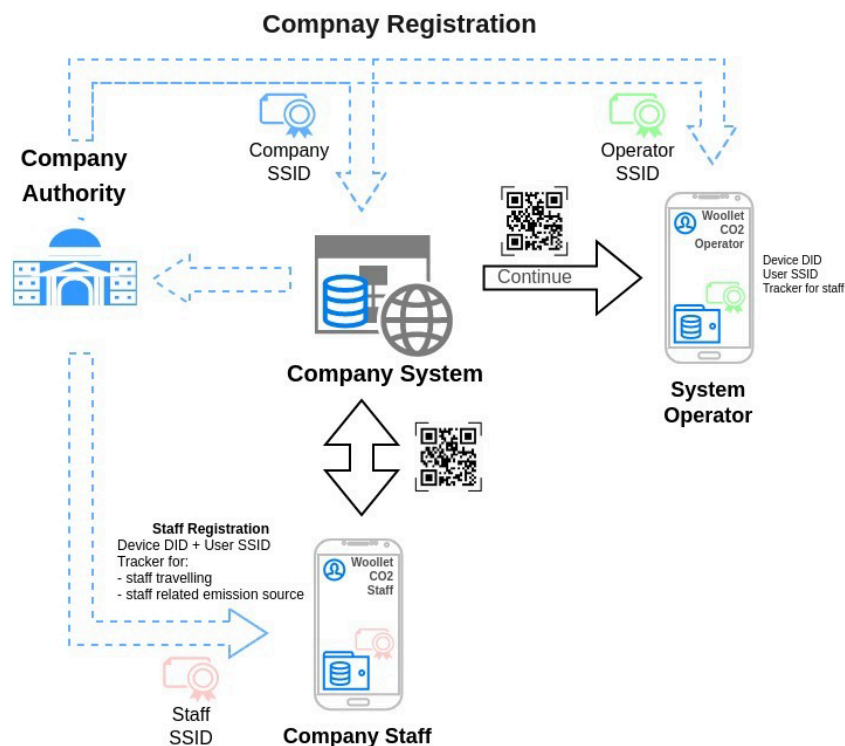 Compnay Registration
Company
SSID
Operator
SSID
Company
Authority
Woollet
CO2
Operator
Device DID
User SSID
Tracker for staff
Continue
Company System
System
Operator
Staff Registration
Device DID + User SSID
Tracker for:
- staff travelling
- staff related emission source
Woollet
CO2
Staff
Staff
SSID
Company Staff